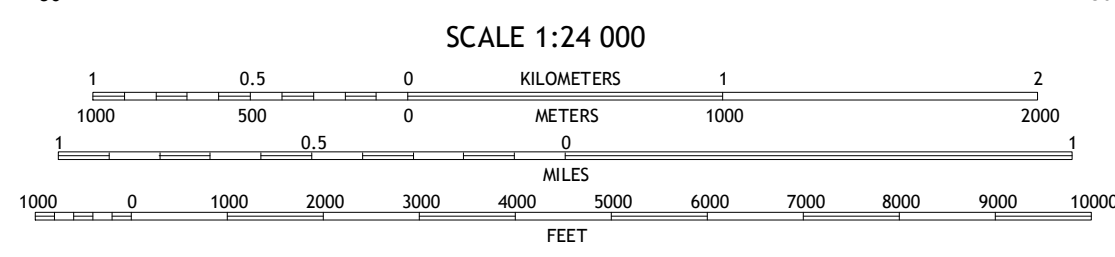 SCALE 1:24 000
1 0.5 0 KILOMETERS 1 2
1000 500 0 METERS 1000 2000
1 0.5 0 1
MILES
1000 0 1000 2000 3000 4000 5000 6000 7000 8000 9000 10000
FEET